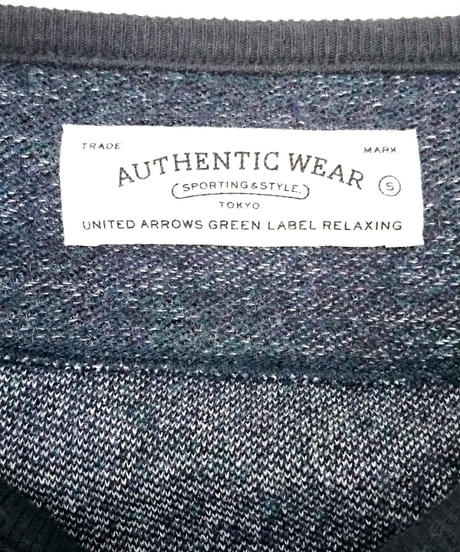 TRADE MARK
AUTHENTIC WEAR
SPORTING&STYLE. S
TOKYO
UNITED ARROWS GREEN LABEL RELAXING